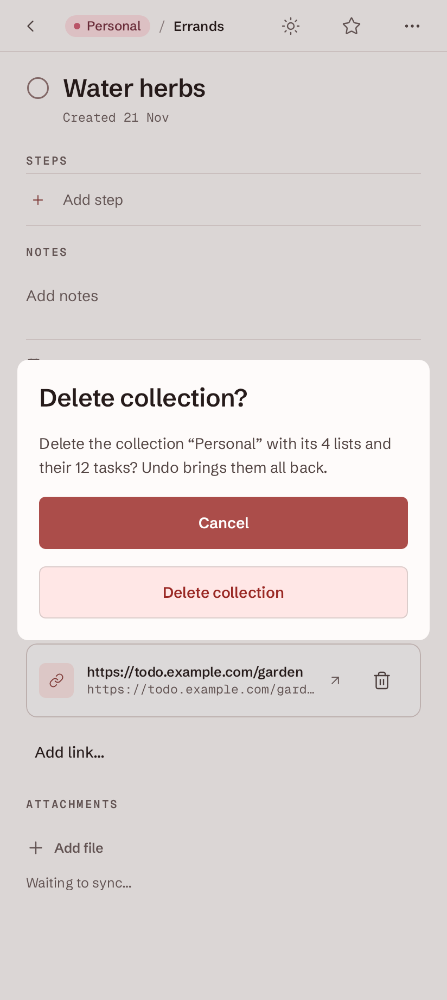 Personal / Errands
Water herbs
Created 21 Nov
STEPS
Add step
NOTES
Add notes
Delete collection?
Delete the collection “Personal” with its 4 lists and
their 12 tasks? Undo brings them all back.
Cancel
Delete collection
https://todo.example.com/garden
https://todo.example.com/gard…
Add link…
ATTACHMENTS
Add file
Waiting to sync…